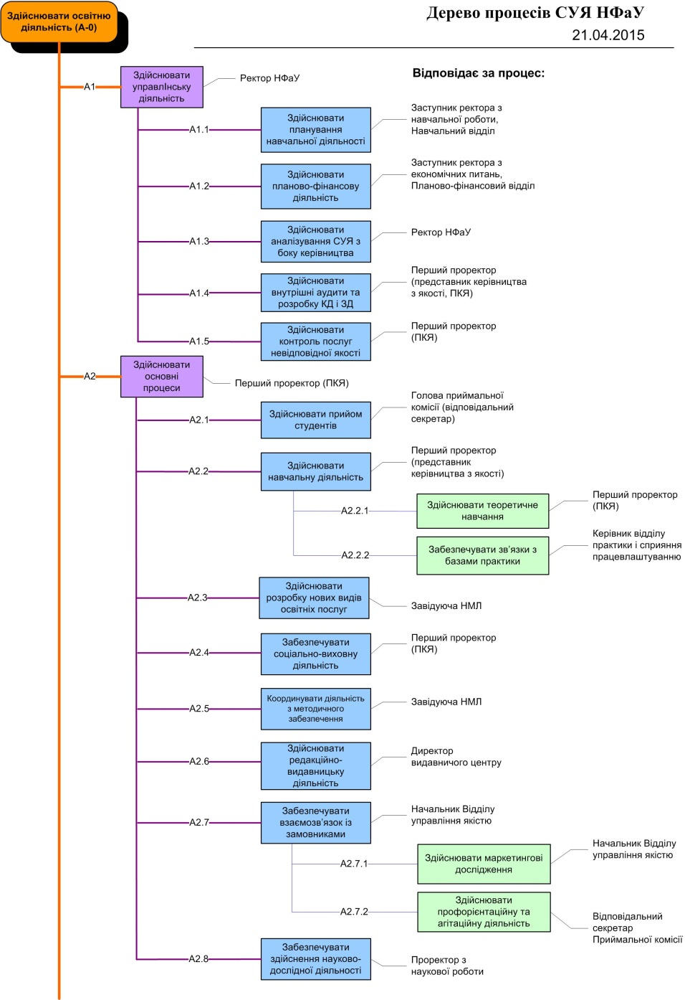 Здійснювати освітню
діяльність (А-0)
Дерево процесів СУЯ НФаУ
21.04.2015
Відповідає за процес:
А1
Здійснювати
управлІнську
діяльність
Ректор НФаУ
А1.1
Здійснювати
планування
навчальної діяльності
Заступник ректора з
навчальної роботи,
Навчальний відділ
А1.2
Здійснювати
планово-фінансову
діяльність
Заступник ректора з
економічних питань,
Планово-фінансовий відділ
А1.3
Здійснювати
аналізування СУЯ з
боку керівництва
Ректор НФаУ
А1.4
Здійснювати
внутрішні аудити та
розробку КД і ЗД
Перший проректор
(представник керівництва
з якості, ПКЯ)
А1.5
Здійснювати
контроль послуг
невідповідної якості
Перший проректор
(ПКЯ)
А2
Здійснювати
основні
процеси
Перший проректор (ПКЯ)
А2.1
Здійснювати прийом
студентів
Голова приймальної
комісії (відповідальний
секретар)
А2.2
Здійснювати
навчальну діяльність
Перший проректор
(представник
керівництва з якості)
А2.2.1
Здійснювати теоретичне
навчання
Перший проректор
(ПКЯ)
А2.2.2
Забезпечувати зв’язки з
базами практики
Керівник відділу
практики і сприяння
працевлаштуванню
А2.3
Здійснювати
розробку нових видів
освітніх послуг
Завідуюча НМЛ
А2.4
Забезпечувати
соціально-виховну
діяльність
Перший проректор
(ПКЯ)
А2.5
Координувати діяльність
з методичного
забезпечення
Завідуюча НМЛ
А2.6
Здійснювати
редакційно-
видавницьку
діяльність
Директор
видавничого центру
А2.7
Забезпечувати
взаємозв’язок із
замовниками
Начальник Відділу
управління якістю
А2.7.1
Здійснювати маркетингові
дослідження
Начальник Відділу
управління якістю
А2.7.2
Здійснювати
профорієнтаційну та
агітаційну діяльність
Відповідальний
секретар
Приймальної комісії
А2.8
Забезпечувати
здійснення науково-
дослідної діяльності
Проректор з
наукової роботи